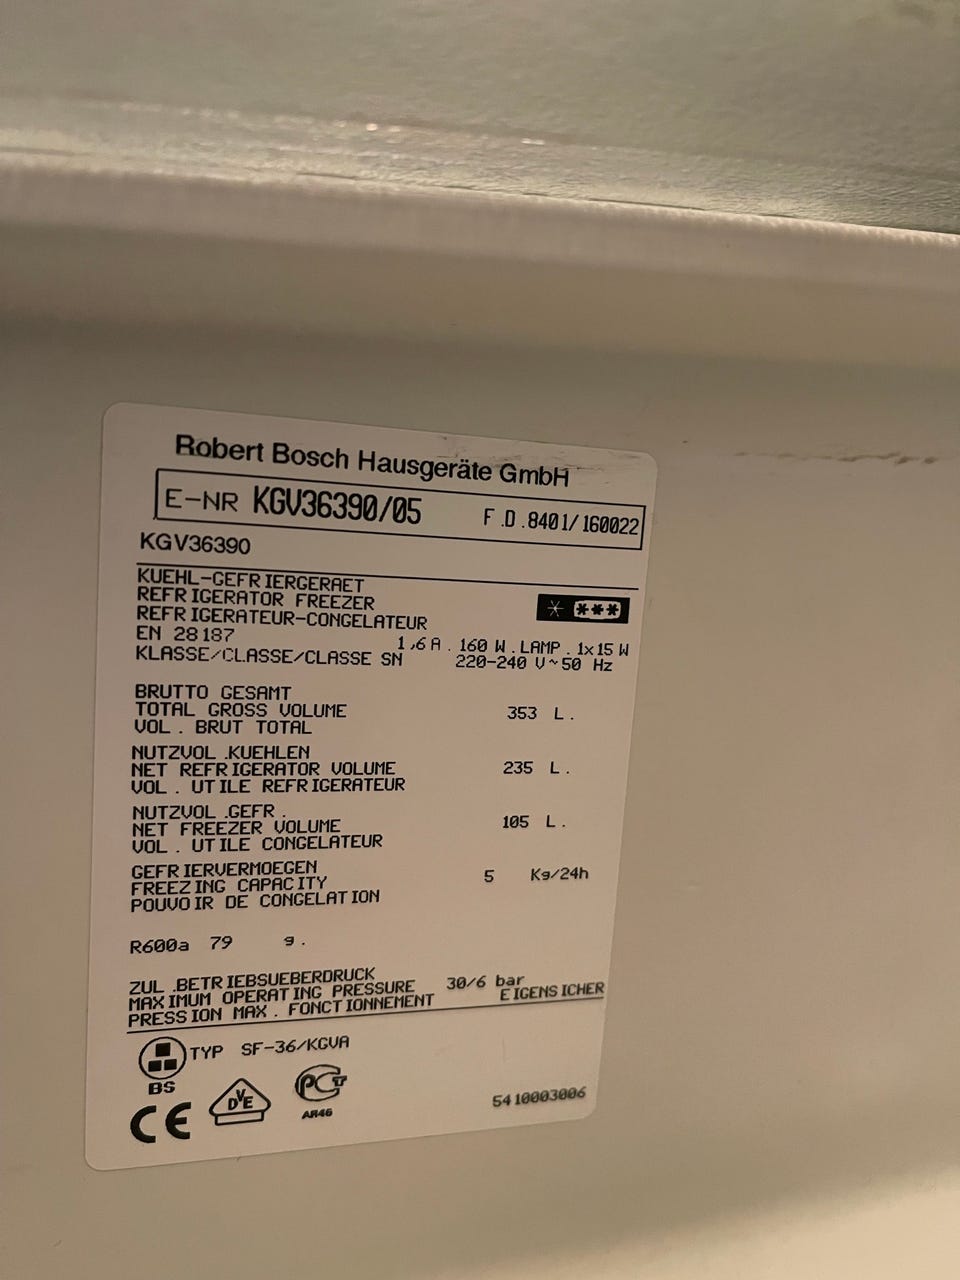 Robert Bosch Hausgeräte GmbH
E-NR KGV36390/05 F.D.8401/160022
KGV36390
KUEHL-GEFRIERGERAET
REFRIGERATOR FREEZER
REFRIGERATEUR-CONGELATEUR
* ***
EN 28187 1,6A. 160 W. LAMP. 1x15 W
KLASSE/CLASSE/CLASSE SN 220-240 V~50 Hz
BRUTTO GESAMT
TOTAL GROSS VOLUME 353 L.
VOL. BRUT TOTAL
NUTZVOL.KUEHLEN
NET REFRIGERATOR VOLUME 235 L.
VOL. UTILE REFRIGERATEUR
NUTZVOL.GEFR.
NET FREEZER VOLUME 105 L.
VOL. UTILE CONGELATEUR
GEFRIERVERMOEGEN
FREEZING CAPACITY 5 Kg/24h
POUVOIR DE CONGELATION
R600a 79 g.
ZUL.BETRIEBSUEBERDRUCK
MAXIMUM OPERATING PRESSURE 30/6 bar
PRESSION MAX. FONCTIONNEMENT EIGENSICHER
TYP SF-36/KGVA
BS
DVE
PCT
AR46
CE
5410003006